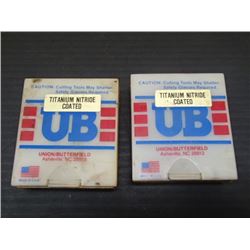 CAUTION: Cutting Tools May Shatter
Safety Glasses Required
TITANIUM NITRIDE
COATED
UB
UNION/BUTTERFIELD
Asheville, NC 28813
CAUTION: Cutting Tools May Shatter
Safety Glasses Required
TITANIUM NITRIDE
COATED
UB
UNION/BUTTERFIELD
Asheville, NC 28813